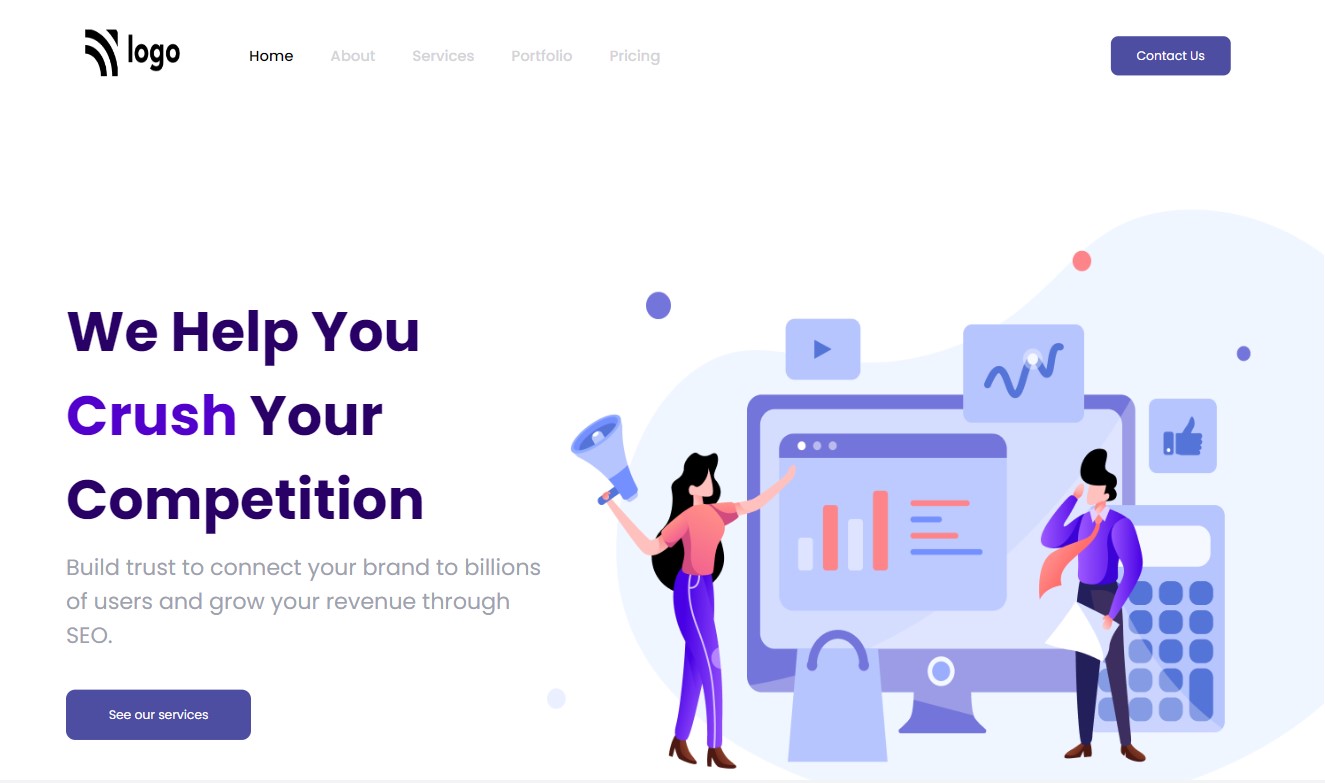 logo
Home About Services Portfolio Pricing
Contact Us
We Help You
Crush Your
Competition
Build trust to connect your brand to billions
of users and grow your revenue through
SEO.
See our services